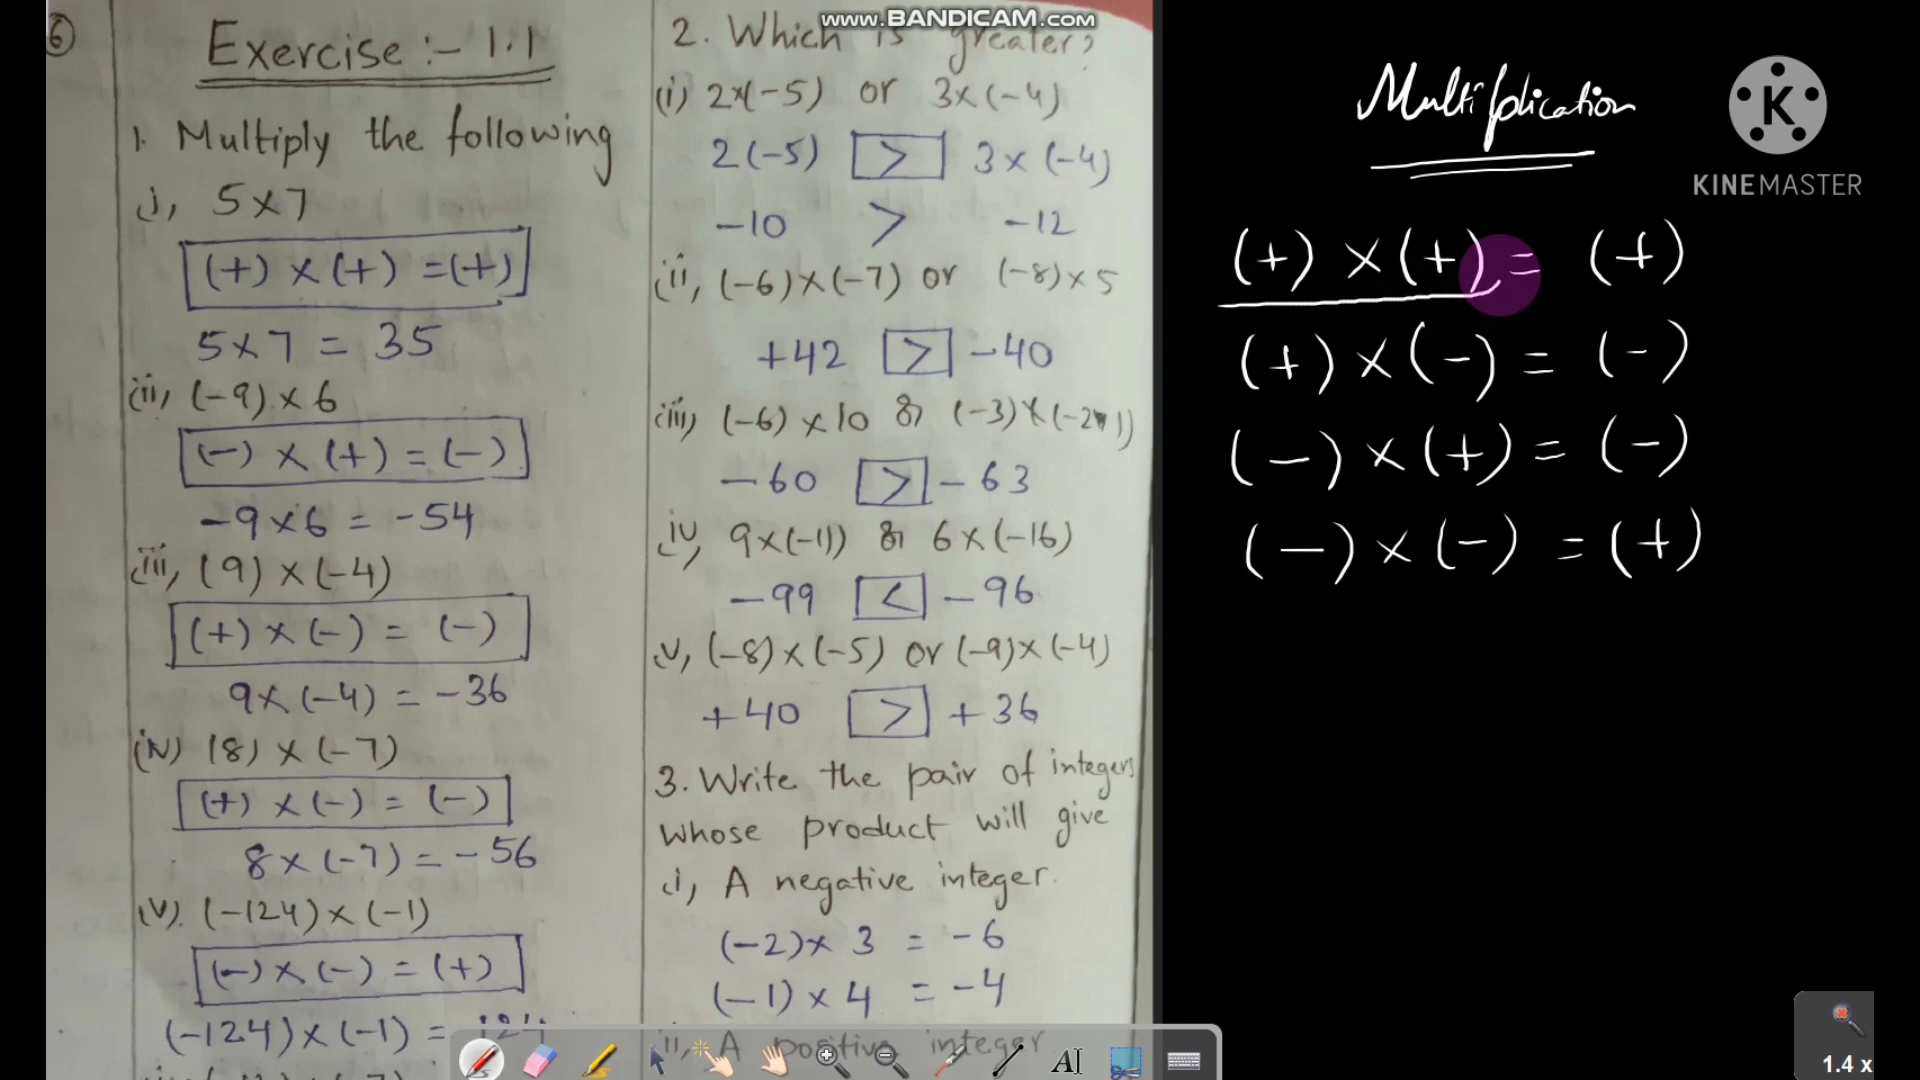 www.BANDICAM.com
6
Exercise :- 1.1
1. Multiply the following
i, 5×7
(+) × (+) =(+)
5×7 = 35
ii, (-9) × 6
(-) × (+) = (-)
-9×6 = -54
iii, (9) × (-4)
(+) × (-) = (-)
9×(-4) = -36
(iv) (8) × (-7)
(+) × (-) = (-)
8×(-7) = -56
(v). (-124) × (-1)
(-) × (-) = (+)
(-124) × (-1) = 124
2. Which is greater?
(i) 2×(-5) or 3×(-4)
2(-5) > 3×(-4)
-10 > -12
ii, (-6)×(-7) or (-8)×5
+42 > -40
iii, (-6) × 10 or (-3)×(-21)
-60 > -63
iv, 9×(-11) or 6×(-16)
-99 < -96
v, (-8)×(-5) or (-9)×(-4)
+40 > +36
3. Write the pair of integers
whose product will give
i, A negative integer.
(-2)× 3 = -6
(-1) × 4 = -4
ii, A positive integer.
Multiplication
K
KINEMASTER
(+) × (+) = (+)
(+) × (-) = (-)
(-) × (+) = (-)
(-) × (-) = (+)
AI
1.4 x